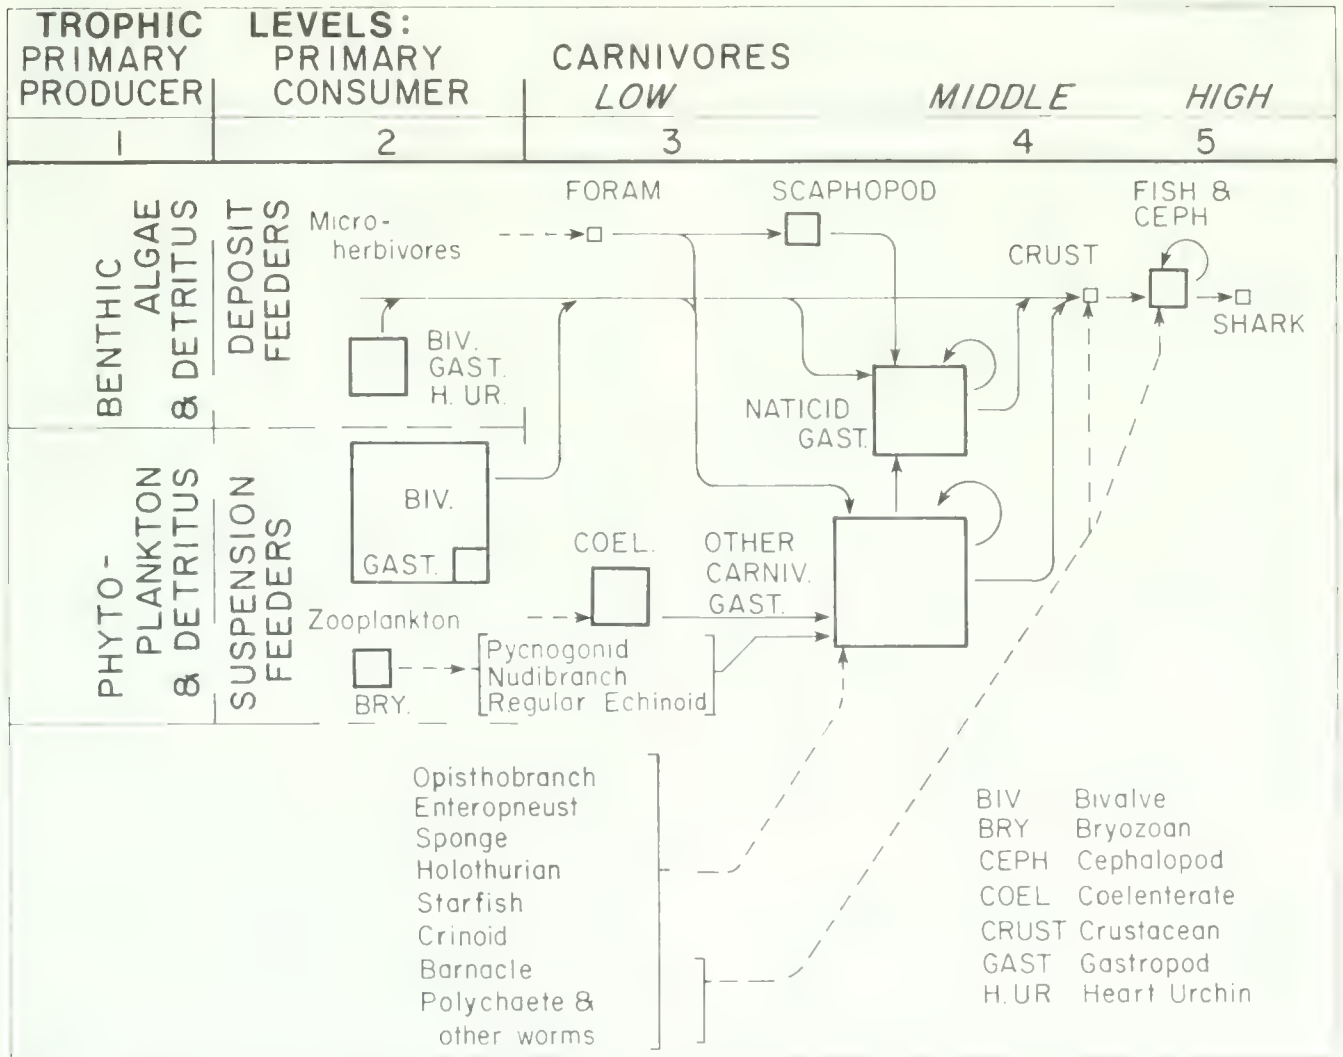 TROPHIC LEVELS:
PRIMARY PRODUCER
PRIMARY CONSUMER
CARNIVORES
LOW MIDDLE HIGH
1 2 3 4 5
BENTHIC
ALGAE
& DETRITUS
DEPOSIT
FEEDERS
Micro-
herbivores
FORAM
SCAPHOPOD
FISH &
CEPH
CRUST
SHARK
BIV.
GAST.
H. UR.
NATICID
GAST.
PHYTO-
PLANKTON
& DETRITUS
SUSPENSION
FEEDERS
BIV.
GAST.
COEL.
OTHER
CARNIV.
GAST.
Zooplankton
BRY.
Pycnogonid
Nudibranch
Regular Echinoid
Opisthobranch
Enteropneust
Sponge
Holothurian
Starfish
Crinoid
Barnacle
Polychaete &
other worms
BIV Bivalve
BRY Bryozoan
CEPH Cephalopod
COEL Coelenterate
CRUST Crustacean
GAST Gastropod
H.UR Heart Urchin